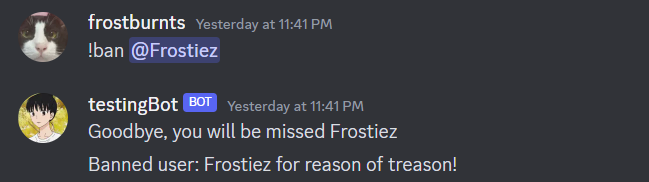 frostburnts Yesterday at 11:41 PM
!ban @Frostiez
testingBot BOT Yesterday at 11:41 PM
Goodbye, you will be missed Frostiez
Banned user: Frostiez for reason of treason!